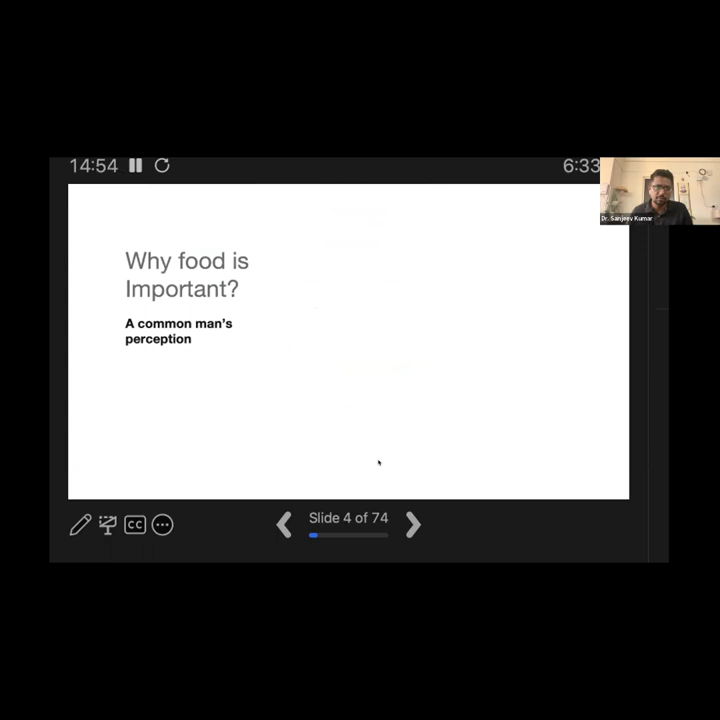 14:54
6:33
Dr. Sanjeev Kumar
Why food is
Important?
A common man's
perception
CC
Slide 4 of 74